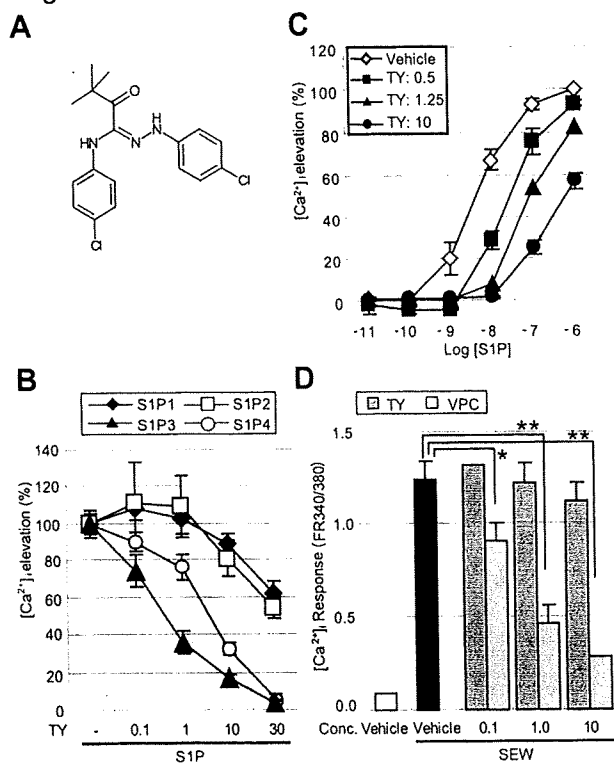 A
HN
O
N
H
N
Cl
Cl
B
S1P1
S1P2
S1P3
S1P4
[Ca²⁺]ᵢ elevation (%)
140
120
100
80
60
40
20
0
TY - 0.1 1 10 30
S1P
C
Vehicle
TY: 0.5
TY: 1.25
TY: 10
[Ca²⁺]ᵢ elevation (%)
120
100
80
60
40
20
0
-11 -10 -9 -8 -7 -6
Log [S1P]
D
TY VPC
[Ca²⁺]ᵢ Response (FR340/380)
1.5
1.0
0.5
0.0
**
**
*
Conc. Vehicle Vehicle 0.1 1.0 10
SEW